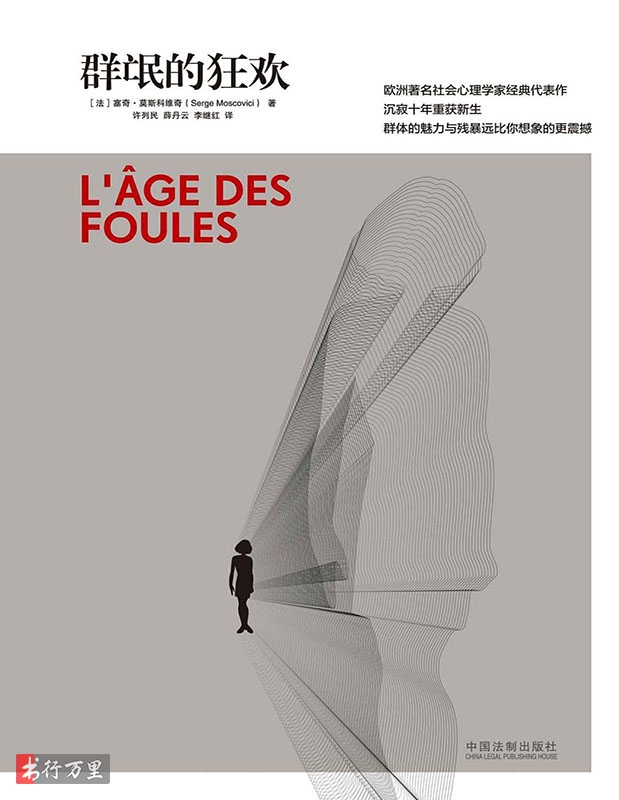 群氓的狂欢
［法］塞奇·莫斯科维奇（Serge Moscovici） 著
许列民 薛丹云 李继红 译
欧洲著名社会心理学家经典代表作
沉寂十年重获新生
群体的魅力与残暴远比你想象的更震撼
L'ÂGE DES
FOULES
中国法制出版社
CHINA LEGAL PUBLISHING HOUSE
书行万里